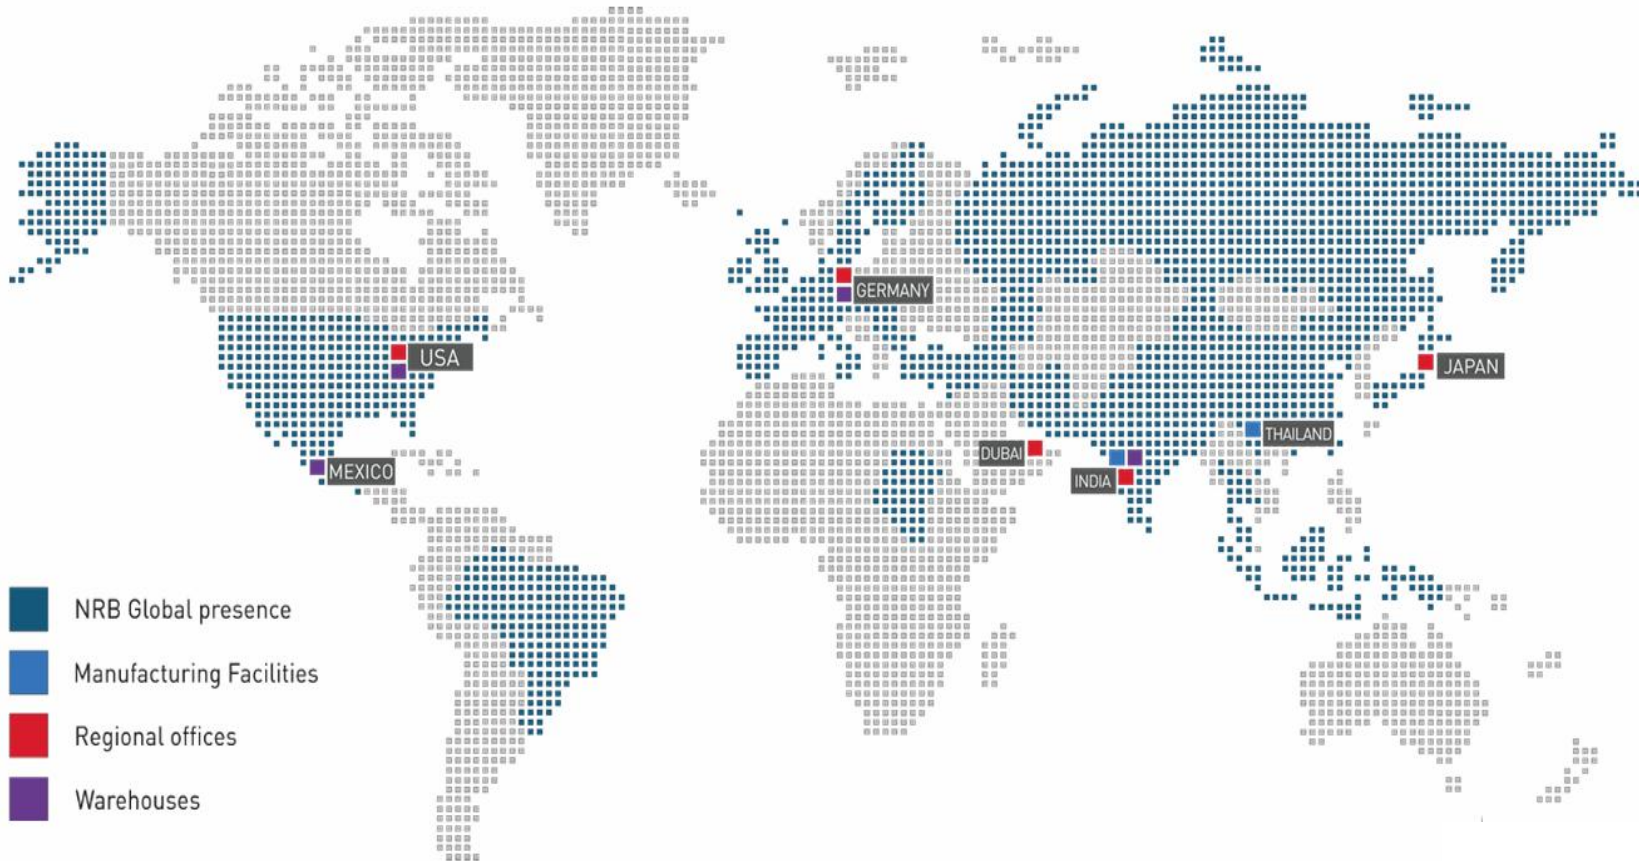 GERMANY
USA
JAPAN
THAILAND
DUBAI
MEXICO
INDIA
NRB Global presence
Manufacturing Facilities
Regional offices
Warehouses